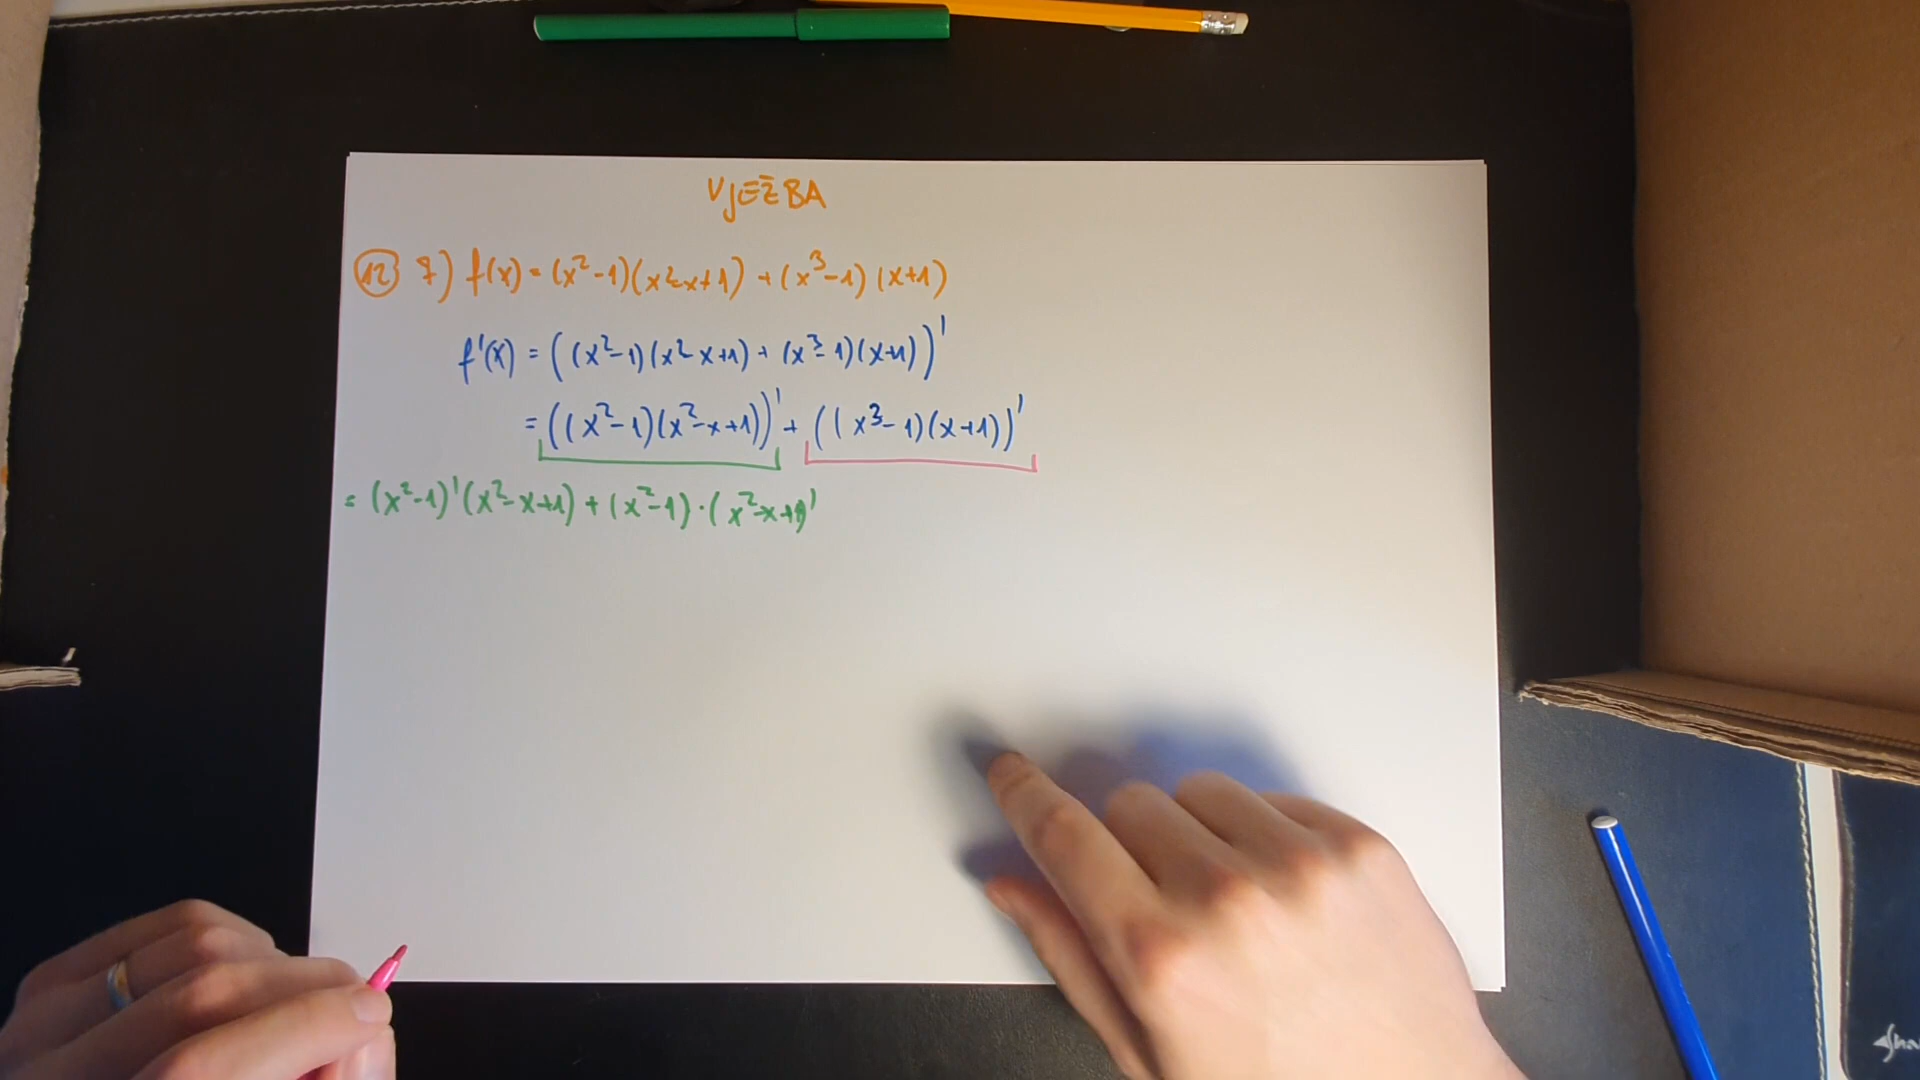 VJEŽBA
12 7) f(x) = (x²-1)(x²-x+1) + (x³-1)(x+1)
f'(x) = ((x²-1)(x²-x+1) + (x³-1)(x+1))'
= ((x²-1)(x²-x+1))' + ((x³-1)(x+1))'
= (x²-1)'(x²-x+1) + (x²-1)·(x²-x+1)'